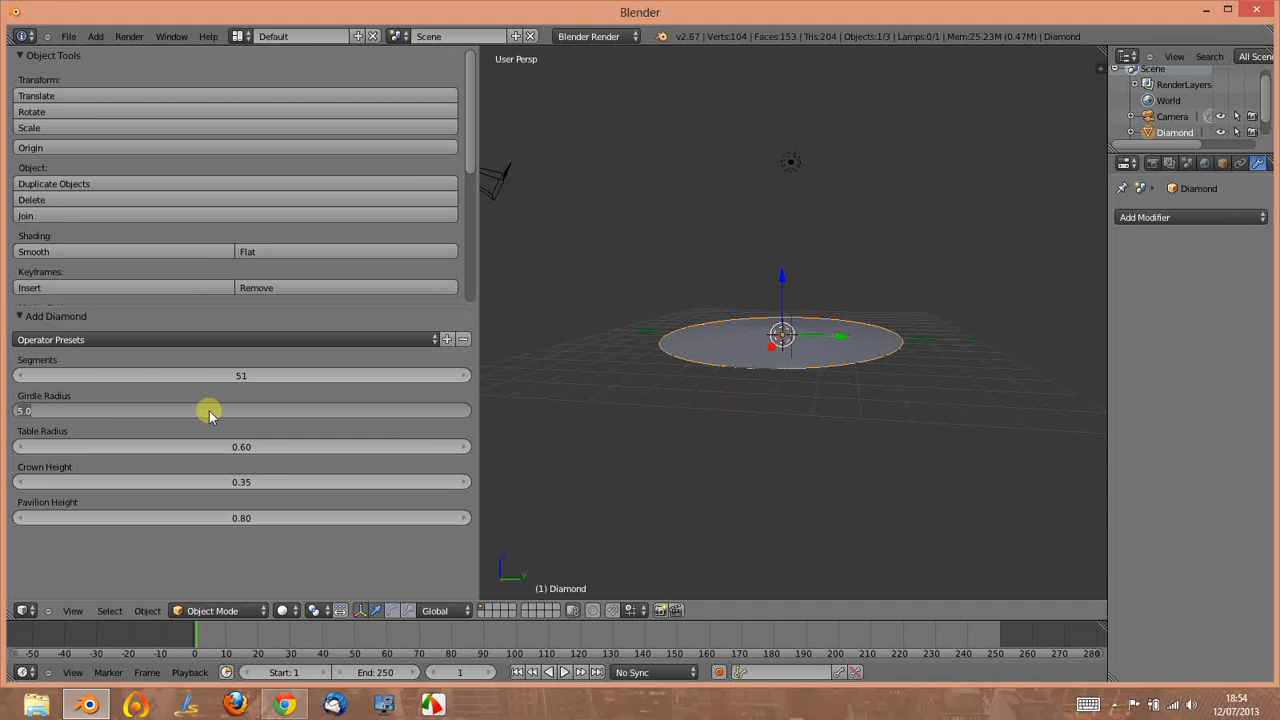 Blender
File Add Render Window Help Default Scene Blender Render v2.67 | Verts:104 | Faces:153 | Tris:204 | Objects:1/3 | Lamps:0/1 | Mem:25.23M (0.47M) | Diamond
Object Tools
Transform:
Translate
Rotate
Scale
Origin
Object:
Duplicate Objects
Delete
Join
Shading:
Smooth Flat
Keyframes:
Insert Remove
Add Diamond
Operator Presets
Segments
51
Girdle Radius
5.0
Table Radius
0.60
Crown Height
0.35
Pavilion Height
0.80
User Persp
(1) Diamond
View Search All Scen
Scene
RenderLayers
World
Camera
Diamond
Diamond
Add Modifier
View Select Object Object Mode Global
-50 -40 -30 -20 -10 0 10 20 30 40 50 60 70 80 90 100 110 120 130 140 150 160 170 180 190 200 210 220 230 240 250 260 270 280
View Marker Frame Playback Start: 1 End: 250 1 No Sync
18:54
12/07/2013